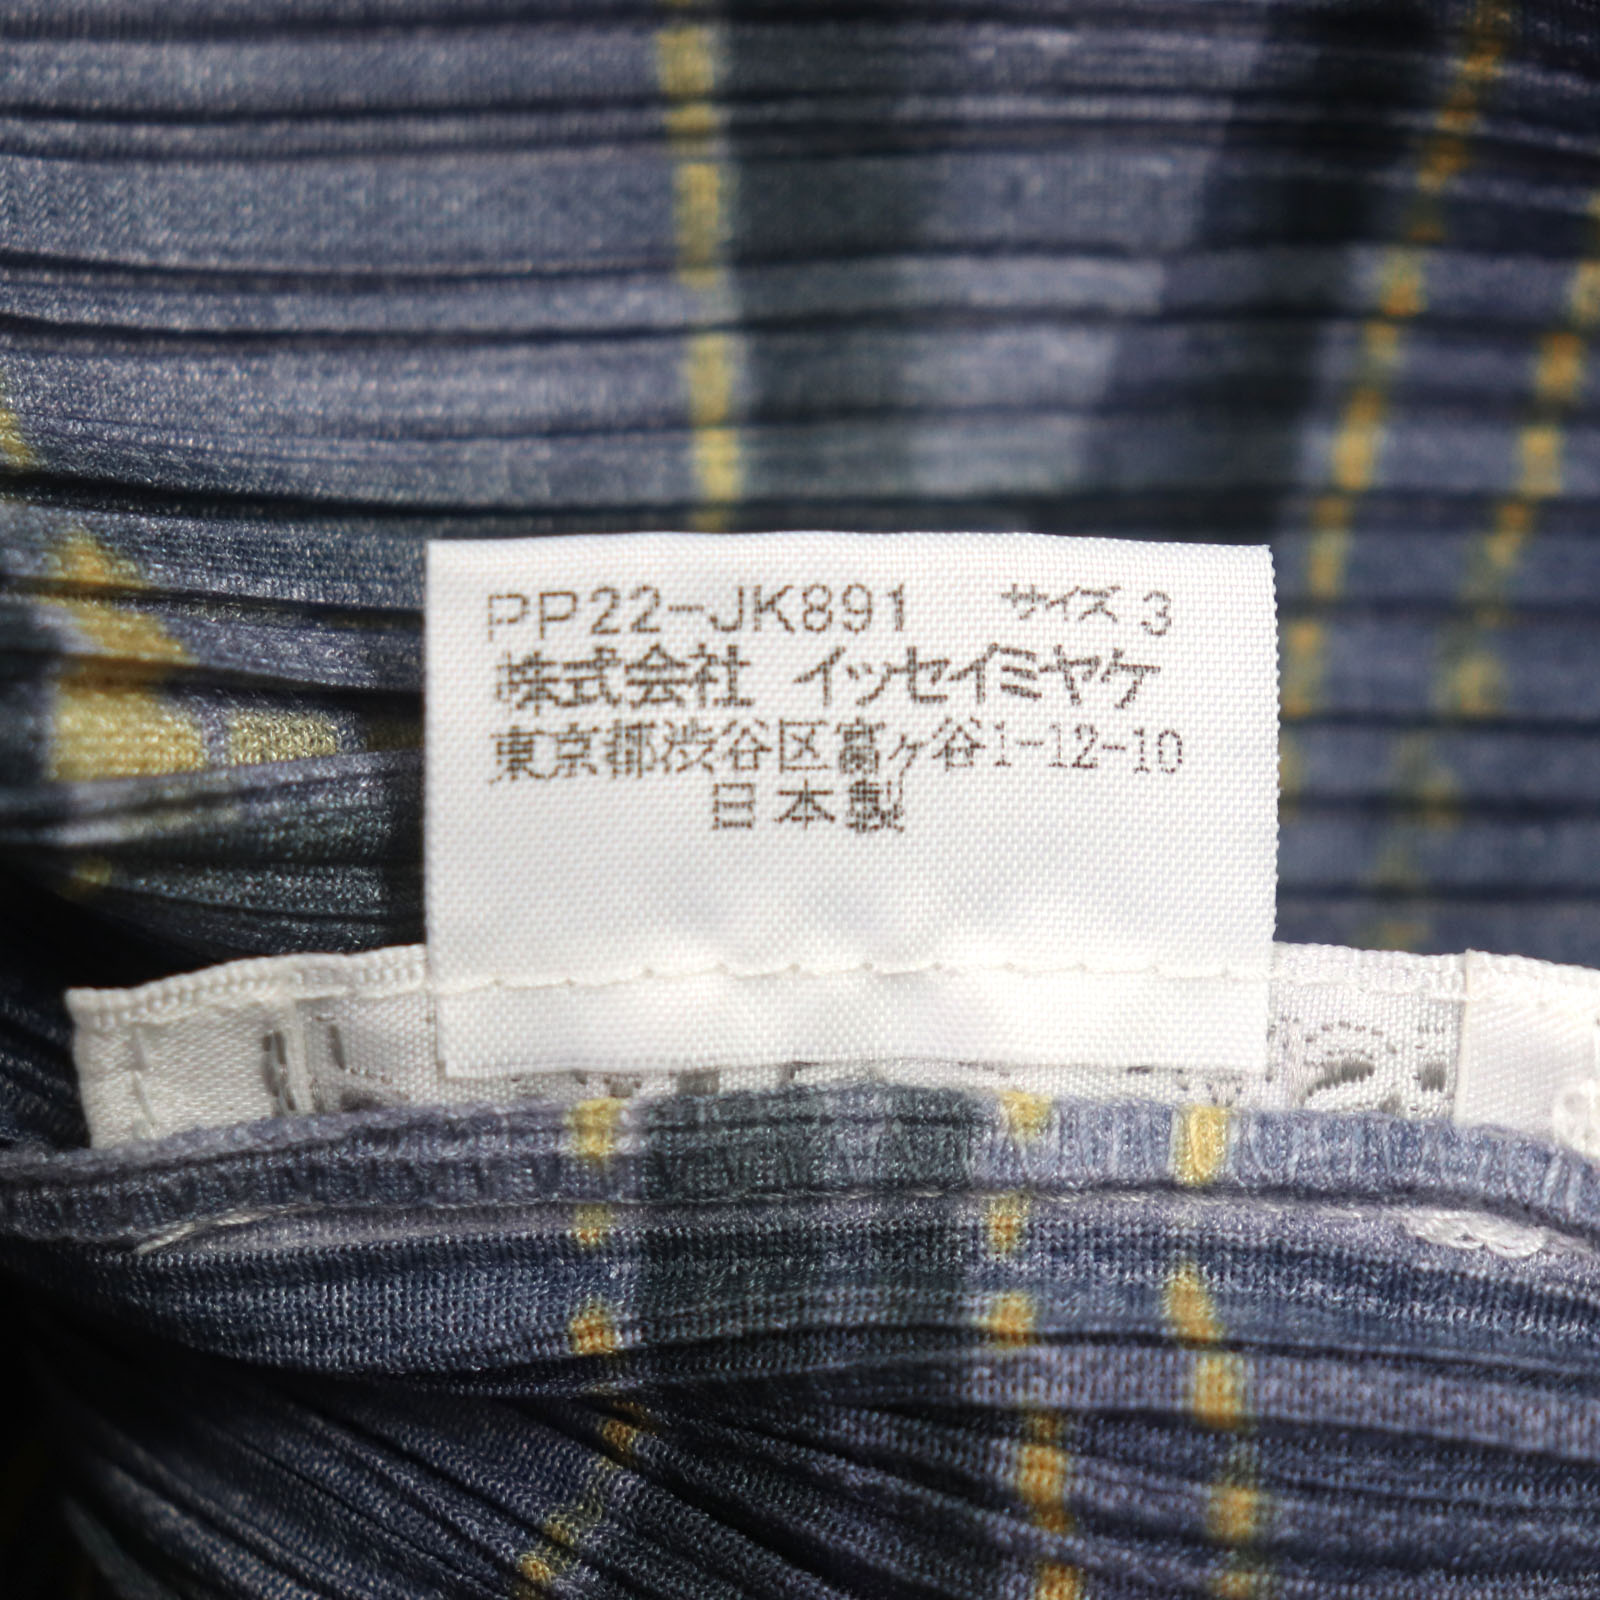 PP22-JK891 サイズ 3
株式会社 イッセイミヤケ
東京都渋谷区富ヶ谷1-12-10
日本製